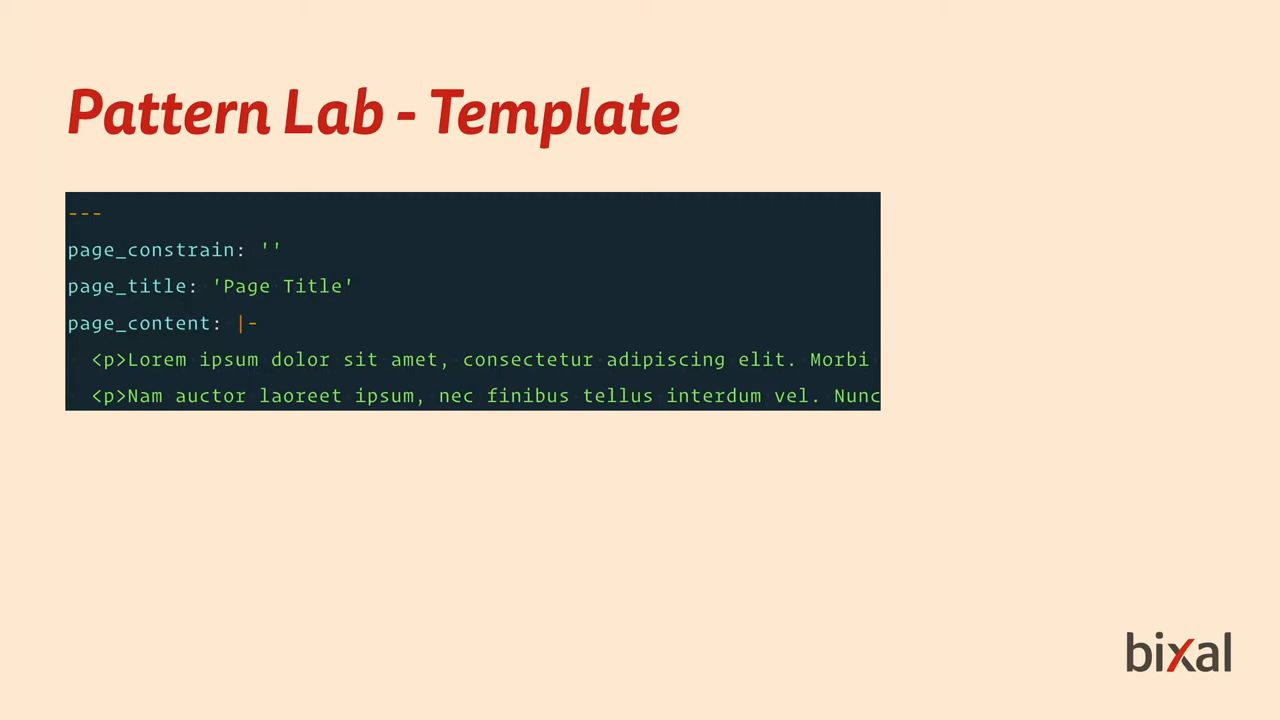 Pattern Lab - Template
---
page_constrain: ''
page_title: 'Page Title'
page_content: |-
<p>Lorem ipsum dolor sit amet, consectetur adipiscing elit. Morbi
<p>Nam auctor laoreet ipsum, nec finibus tellus interdum vel. Nunc
bixal